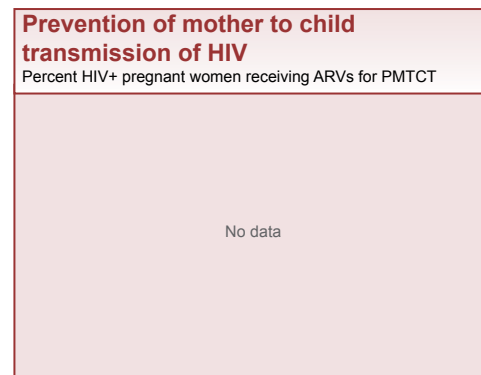 Prevention of mother to child
transmission of HIV
Percent HIV+ pregnant women receiving ARVs for PMTCT
No data